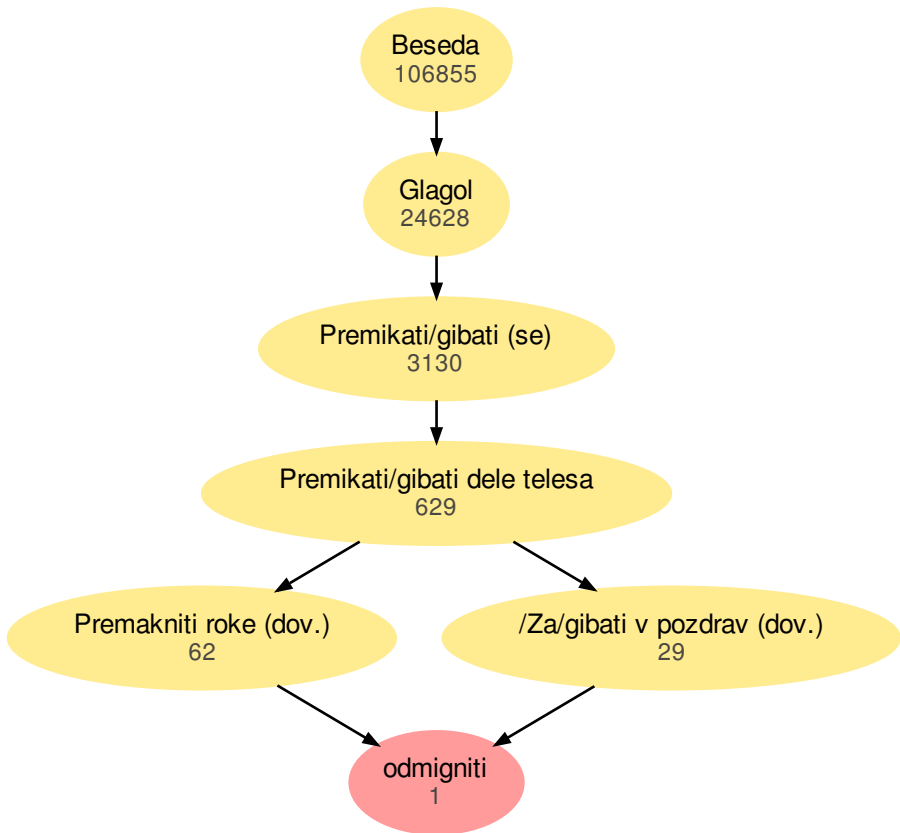 Beseda
106855
Glagol
24628
Premikati/gibati (se)
3130
Premikati/gibati dele telesa
629
Premakniti roke (dov.)
62
/Za/gibati v pozdrav (dov.)
29
odmigniti
1